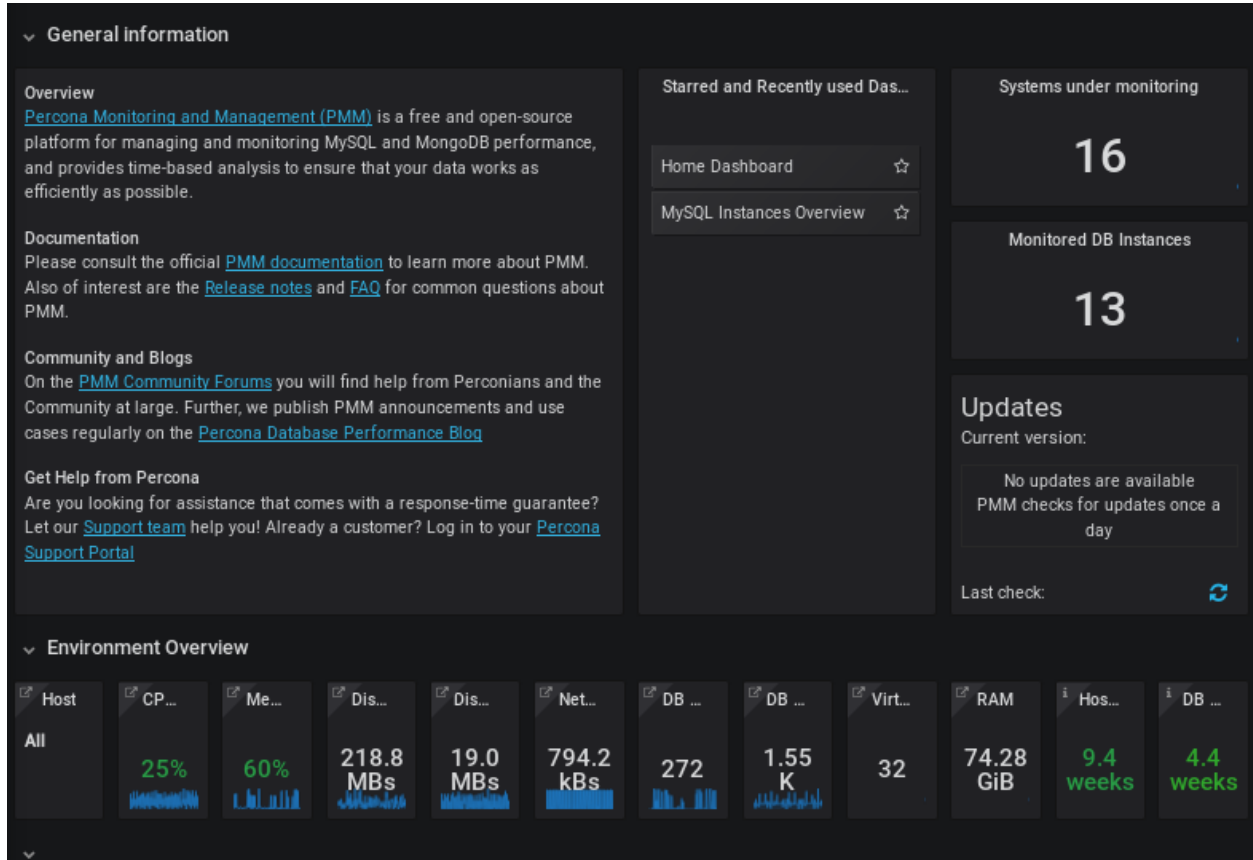 General information
Overview
Percona Monitoring and Management (PMM) is a free and open-source
platform for managing and monitoring MySQL and MongoDB performance,
and provides time-based analysis to ensure that your data works as
efficiently as possible.
Documentation
Please consult the official PMM documentation to learn more about PMM.
Also of interest are the Release notes and FAQ for common questions about
PMM.
Community and Blogs
On the PMM Community Forums you will find help from Perconians and the
Community at large. Further, we publish PMM announcements and use
cases regularly on the Percona Database Performance Blog
Get Help from Percona
Are you looking for assistance that comes with a response-time guarantee?
Let our Support team help you! Already a customer? Log in to your Percona
Support Portal
Starred and Recently used Das...
Home Dashboard
MySQL Instances Overview
Systems under monitoring
16
Monitored DB Instances
13
Updates
Current version:
No updates are available
PMM checks for updates once a
day
Last check:
Environment Overview
Host
All
CP...
25%
Me...
60%
Dis...
218.8
MBs
Dis...
19.0
MBs
Net...
794.2
kBs
DB ...
272
DB ...
1.55
K
Virt...
32
RAM
74.28
GiB
Hos...
9.4
weeks
DB ...
4.4
weeks